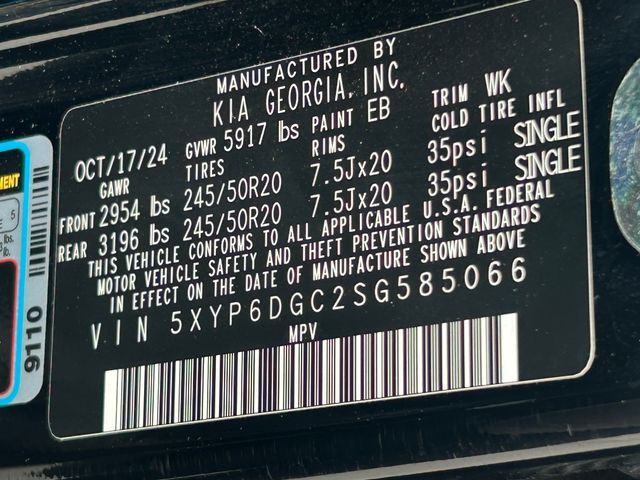 MANUFACTURED BY
KIA GEORGIA, INC.
OCT/17/24 GVWR 5917 lbs PAINT EB TRIM WK
GAWR TIRES RIMS COLD TIRE INFL
FRONT 2954 lbs 245/50R20 7.5Jx20 35psi SINGLE
REAR 3196 lbs 245/50R20 7.5Jx20 35psi SINGLE
THIS VEHICLE CONFORMS TO ALL APPLICABLE U.S.A. FEDERAL
MOTOR VEHICLE SAFETY AND THEFT PREVENTION STANDARDS
IN EFFECT ON THE DATE OF MANUFACTURE SHOWN ABOVE
VIN 5XYP6DGC2SG585066
MPV
5
lbs.
lb.
9110